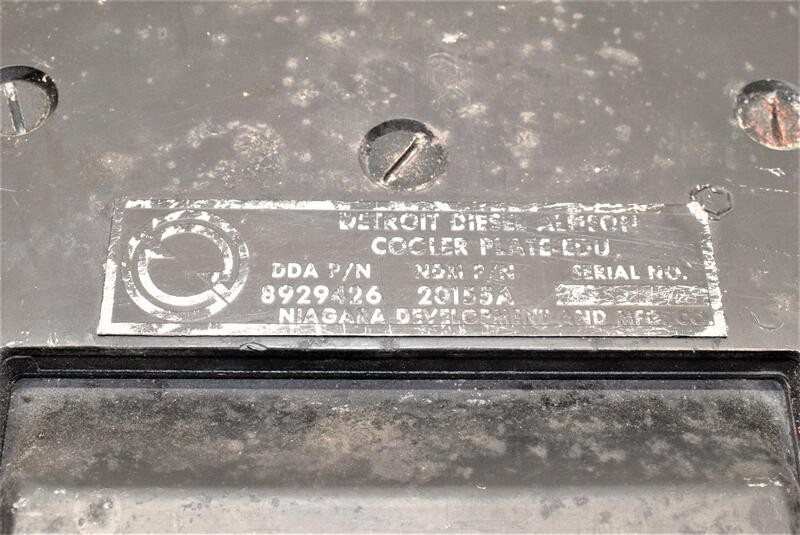 DETROIT DIESEL ALLISON
COOLER PLATE-EDU
DDA P/N NDM P/N SERIAL NO.
8929426 20155A
NIAGARA DEVELOPMENT AND MFG CO